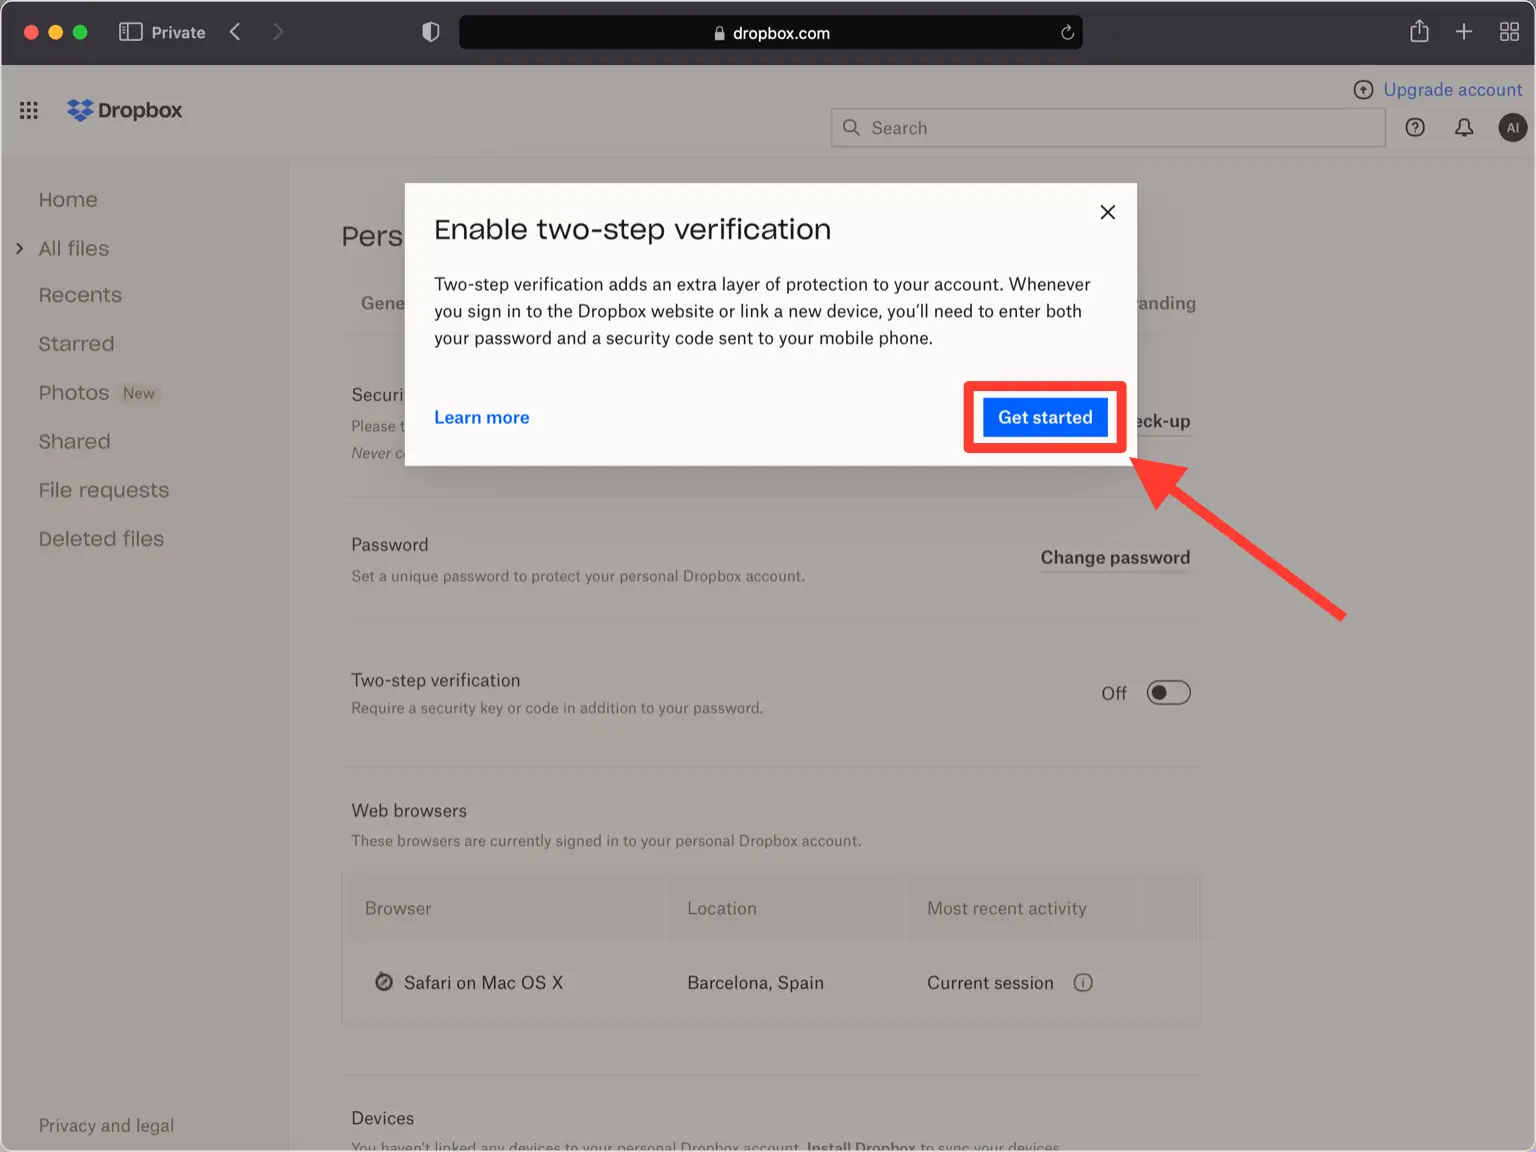 Private
dropbox.com
Upgrade account
Dropbox
Search
AI
Home
All files
Recents
Starred
Photos New
Shared
File requests
Deleted files
Privacy and legal
Pers
Enable two-step verification
Two-step verification adds an extra layer of protection to your account. Whenever
you sign in to the Dropbox website or link a new device, you’ll need to enter both
your password and a security code sent to your mobile phone.
Learn more
Get started
Gene
anding
Securi
Please t
Never c
eck-up
Password
Set a unique password to protect your personal Dropbox account.
Change password
Two-step verification
Require a security key or code in addition to your password.
Off
Web browsers
These browsers are currently signed in to your personal Dropbox account.
Browser Location Most recent activity
Safari on Mac OS X Barcelona, Spain Current session
Devices
You haven't linked any devices to your personal Dropbox account. Install Dropbox to sync your devices.